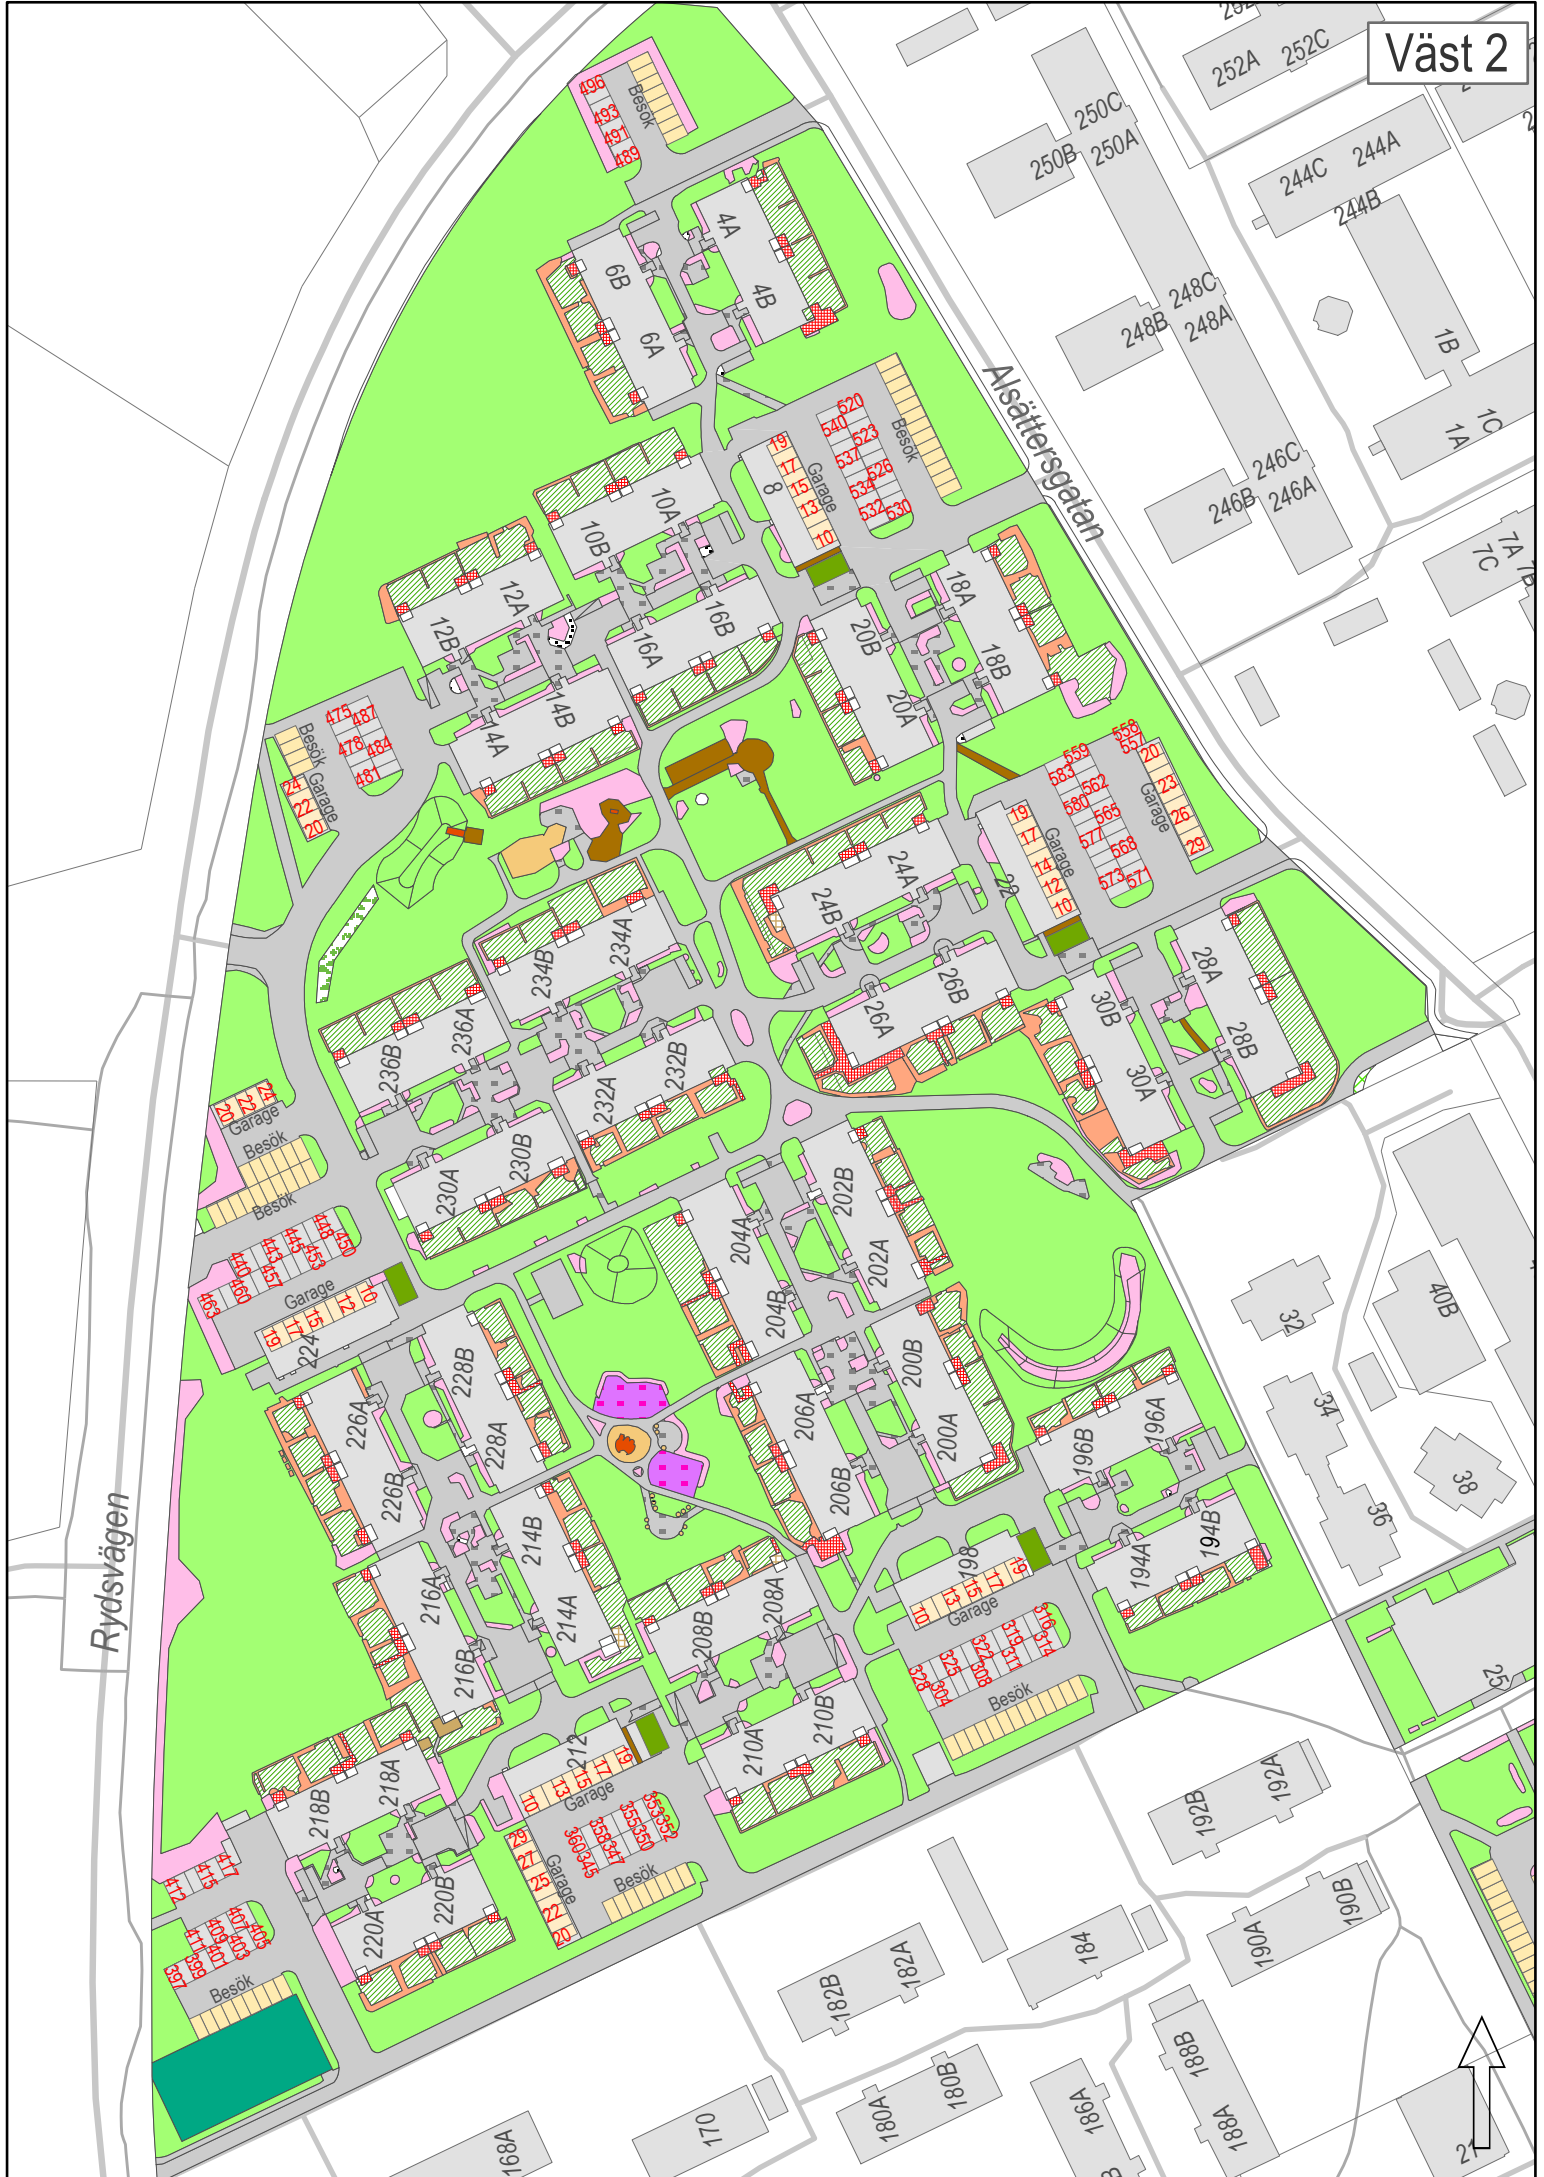 Väst 2
252A
252C
250C
250A
250B
244C
244A
244B
248C
248B
248A
1B
1C
1A
246C
246B
246A
7A
7C
Alsättersgatan
Rydsvägen
496
493
491
489
Besök
4A
4B
6B
6A
520
540
523
537
526
534
532
530
Besök
8
19
17
15
13
10
Garage
10A
10B
12A
12B
16B
16A
14B
14A
18A
18B
20B
20A
475
487
478
484
481
Besök
Garage
24
22
20
558
557
559
583
562
580
565
577
568
573
571
20
23
26
29
Garage
22
19
17
14
12
10
Garage
24A
24B
26B
26A
28A
28B
30B
30A
234B
234A
236A
236B
232B
232A
230A
230B
20
22
24
Garage
Besök
Besök
448
450
445
453
443
457
440
460
463
Garage
10
12
15
17
19
224
204A
204B
202B
202A
200B
200A
206A
206B
228B
228A
226A
226B
216A
216B
214B
214A
208B
208A
210A
210B
196B
196A
194A
194B
198
10
13
15
17
19
Garage
316
314
319
311
322
308
325
304
328
Besök
212
10
13
15
17
19
Garage
353
352
355
350
358
347
360
345
Besök
29
27
25
22
20
Garage
218B
218A
220A
220B
412
415
417
407
405
409
403
411
401
399
397
Besök
32
40B
34
38
36
25
192A
192B
190B
190A
184
182A
182B
188B
188A
186A
180B
180A
170
168A